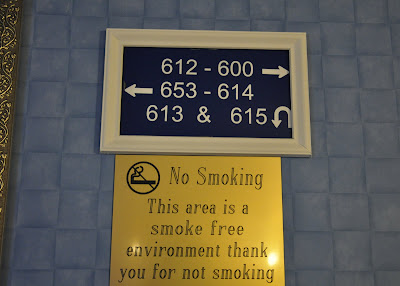 612 - 600 →
← 653 - 614
613 & 615
No Smoking
This area is a
smoke free
environment thank
you for not smoking